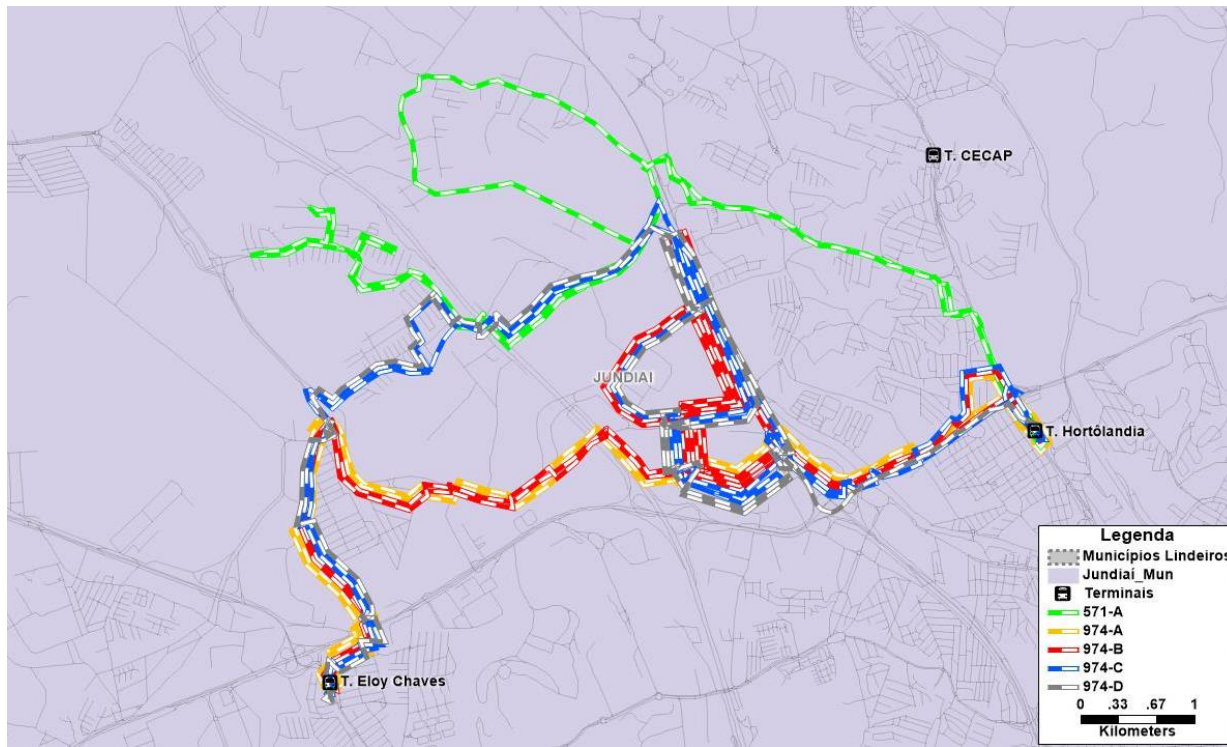 T. CECAP
JUNDIAÍ
T. Hortôlandia
T. Eloy Chaves
Legenda
Municípios Lindeiros
Jundiaí_Mun
Terminais
571-A
974-A
974-B
974-C
974-D
0 .33 .67 1
Kilometers